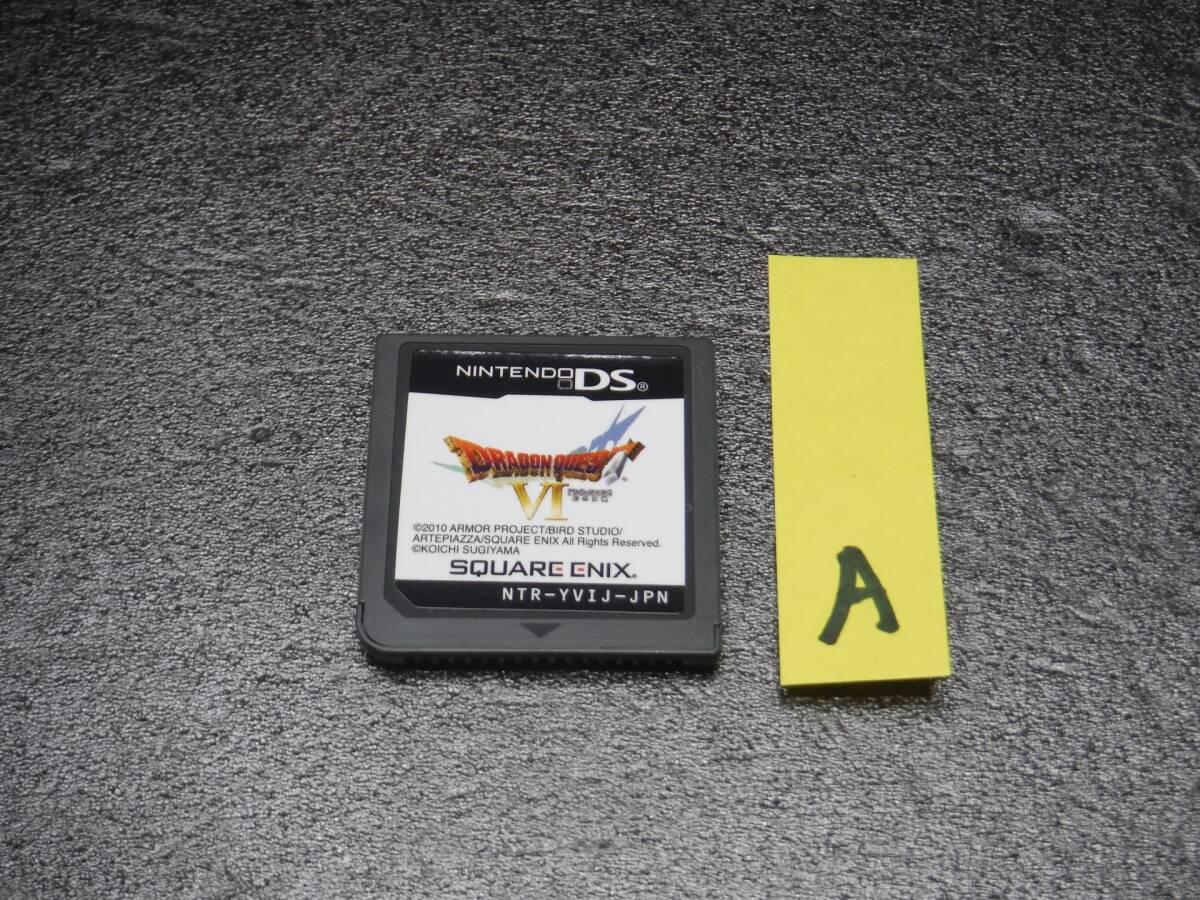 NINTENDO DS®
DRAGON QUEST
VI
©2010 ARMOR PROJECT/BIRD STUDIO/
ARTEPIAZZA/SQUARE ENIX All Rights Reserved.
©KOICHI SUGIYAMA
SQUARE ENIX®
NTR-YVIJ-JPN
A